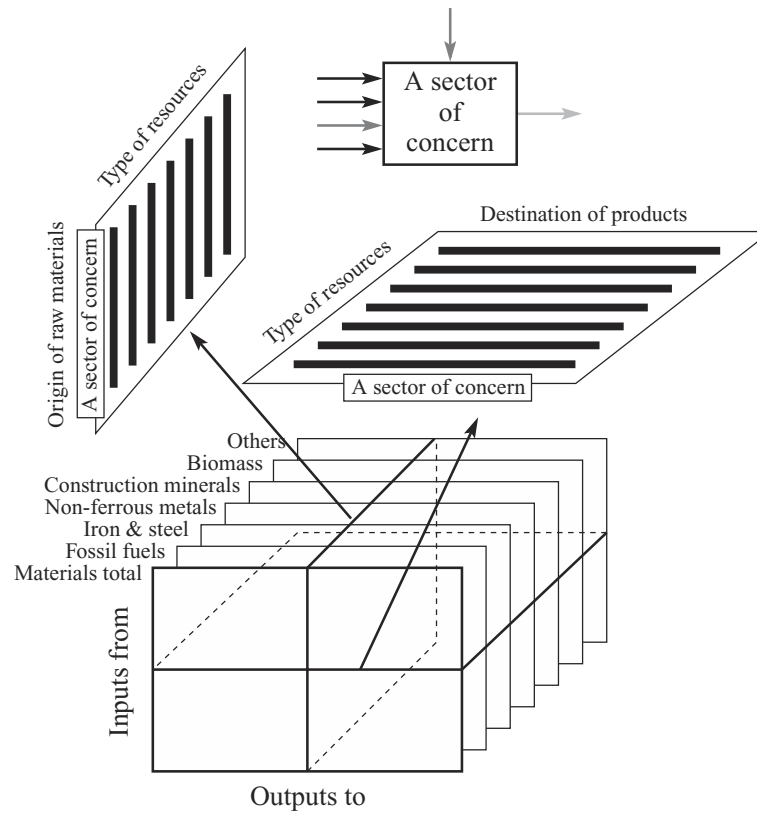 A sector
of
concern
Type of resources
Origin of raw materials
A sector of concern
Destination of products
Type of resources
A sector of concern
Others
Biomass
Construction minerals
Non-ferrous metals
Iron & steel
Fossil fuels
Materials total
Inputs from
Outputs to